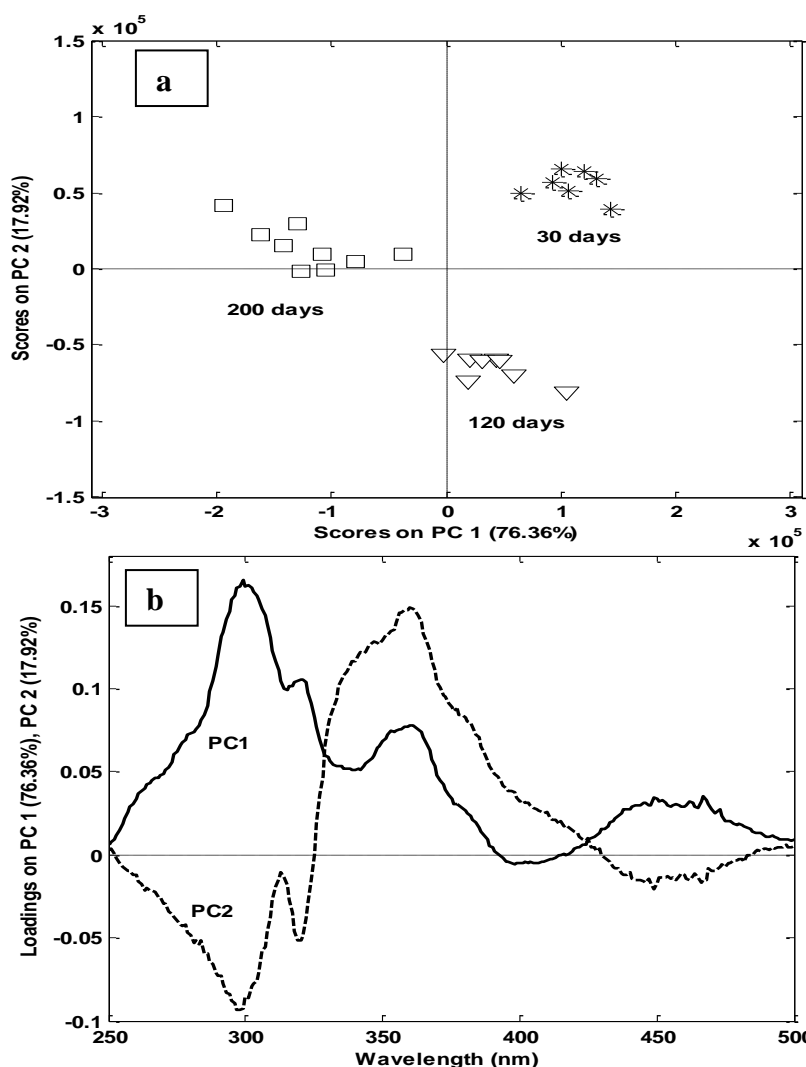 x 10^5
1.5
a
1
0.5
30 days
0
200 days
-0.5
120 days
-1
-1.5
-3 -2 -1 0 1 2 3
Scores on PC 2 (17.92%)
Scores on PC 1 (76.36%)
x 10^5
b
0.15
0.1
PC1
0.05
0
PC2
-0.05
-0.1
250 300 350 400 450 500
Loadings on PC 1 (76.36%), PC 2 (17.92%)
Wavelength (nm)